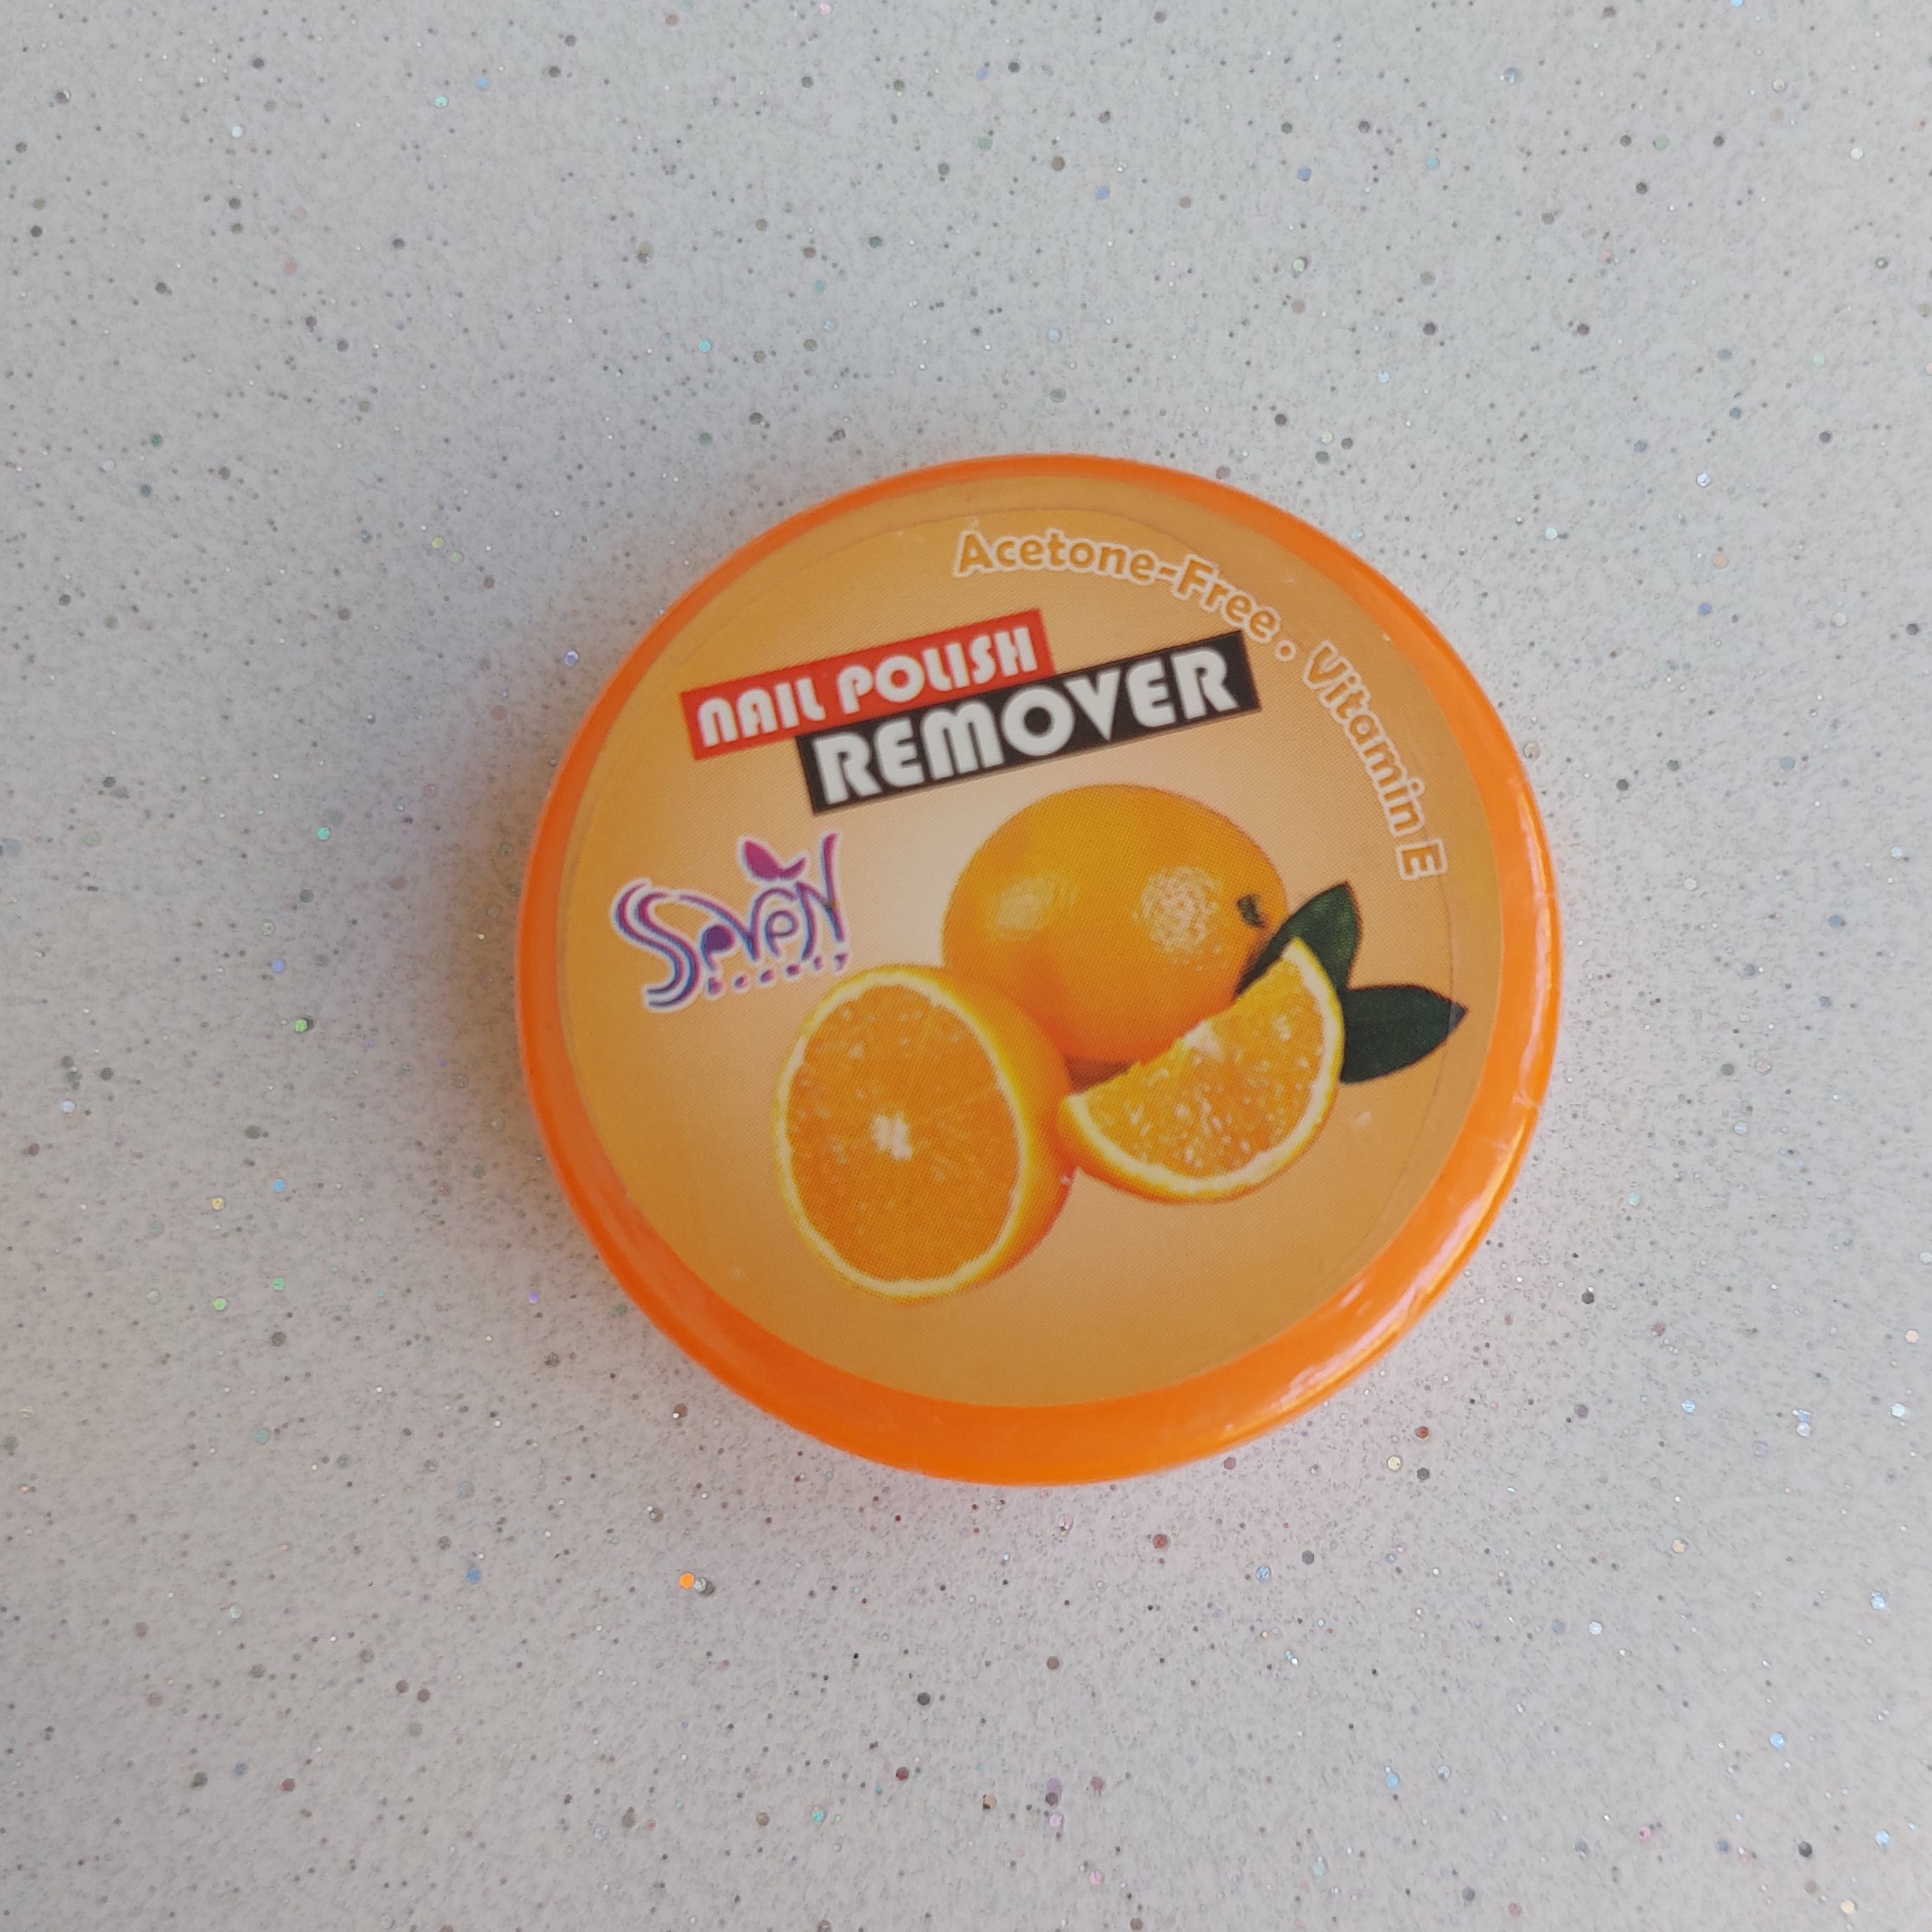 Acetone-Free . Vitamin E
NAIL POLISH
REMOVER
SeVeN
beauty